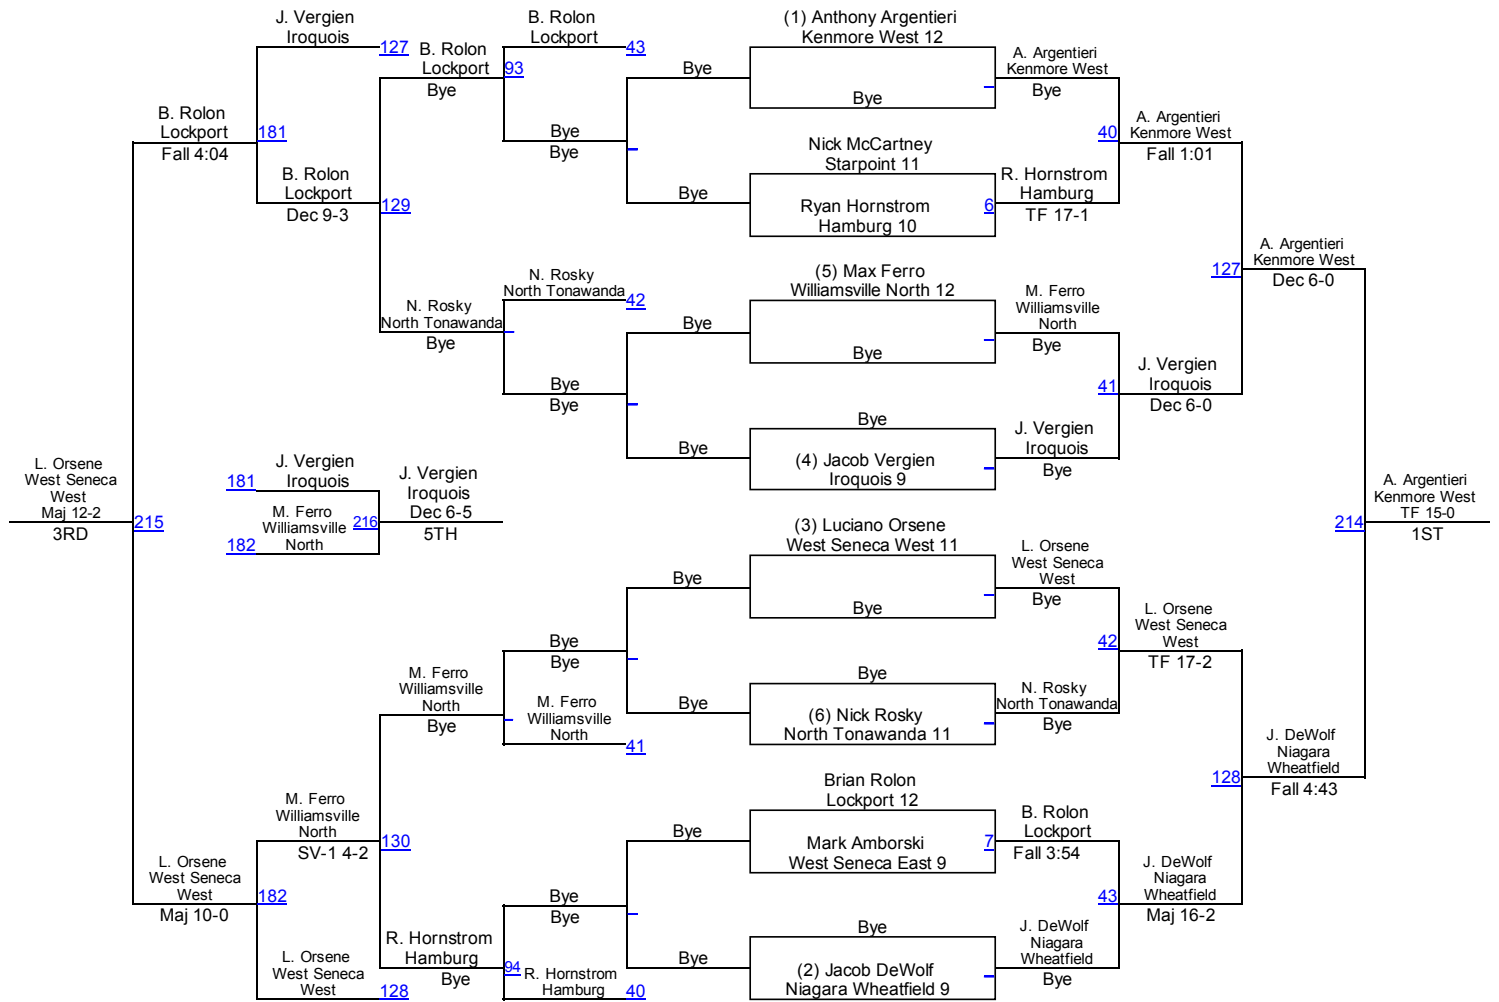 J. Vergien
Iroquois
127
B. Rolon
Lockport
43
B. Rolon
Lockport
93
Bye
(1) Anthony Argentieri
Kenmore West 12
Bye
Bye
A. Argentieri
Kenmore West
Bye
B. Rolon
Lockport
181
Fall 4:04
Bye
Bye
40
A. Argentieri
Kenmore West
Fall 1:01
Nick McCartney
Starpoint 11
B. Rolon
Lockport
129
Dec 9-3
Bye
Ryan Hornstrom
Hamburg 10
6
R. Hornstrom
Hamburg
TF 17-1
127
A. Argentieri
Kenmore West
Dec 6-0
N. Rosky
North Tonawanda
42
(5) Max Ferro
Williamsville North 12
N. Rosky
North Tonawanda
Bye
Bye
Bye
M. Ferro
Williamsville
North
Bye
Bye
Bye
41
J. Vergien
Iroquois
Dec 6-0
Bye
Bye
(4) Jacob Vergien
Iroquois 9
J. Vergien
Iroquois
Bye
L. Orsene
West Seneca
West
Maj 12-2
3RD
215
181
J. Vergien
Iroquois
182
M. Ferro
Williamsville
North
216
J. Vergien
Iroquois
Dec 6-5
5TH
214
A. Argentieri
Kenmore West
TF 15-0
1ST
(3) Luciano Orsene
West Seneca West 11
Bye
Bye
L. Orsene
West Seneca
West
Bye
Bye
Bye
42
L. Orsene
West Seneca
West
TF 17-2
M. Ferro
Williamsville
North
Bye
M. Ferro
Williamsville
North
41
Bye
Bye
(6) Nick Rosky
North Tonawanda 11
N. Rosky
North Tonawanda
Bye
128
J. DeWolf
Niagara
Wheatfield
Fall 4:43
Brian Rolon
Lockport 12
M. Ferro
Williamsville
North
SV-1 4-2
130
Bye
Mark Amborski
West Seneca East 9
7
B. Rolon
Lockport
Fall 3:54
L. Orsene
West Seneca
West
Maj 10-0
182
Bye
Bye
43
J. DeWolf
Niagara
Wheatfield
Maj 16-2
R. Hornstrom
Hamburg
Bye
94
R. Hornstrom
Hamburg
40
Bye
Bye
(2) Jacob DeWolf
Niagara Wheatfield 9
J. DeWolf
Niagara
Wheatfield
Bye
L. Orsene
West Seneca
West
128